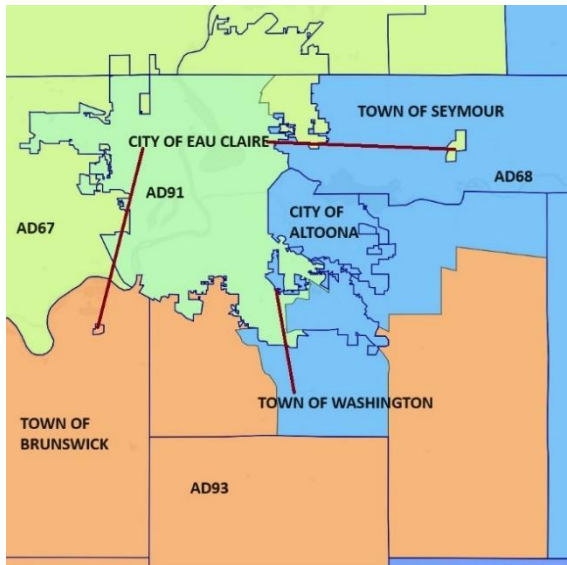 TOWN OF SEYMOUR
CITY OF EAU CLAIRE
AD68
AD91
CITY OF
ALTOONA
AD67
TOWN OF WASHINGTON
TOWN OF
BRUNSWICK
AD93